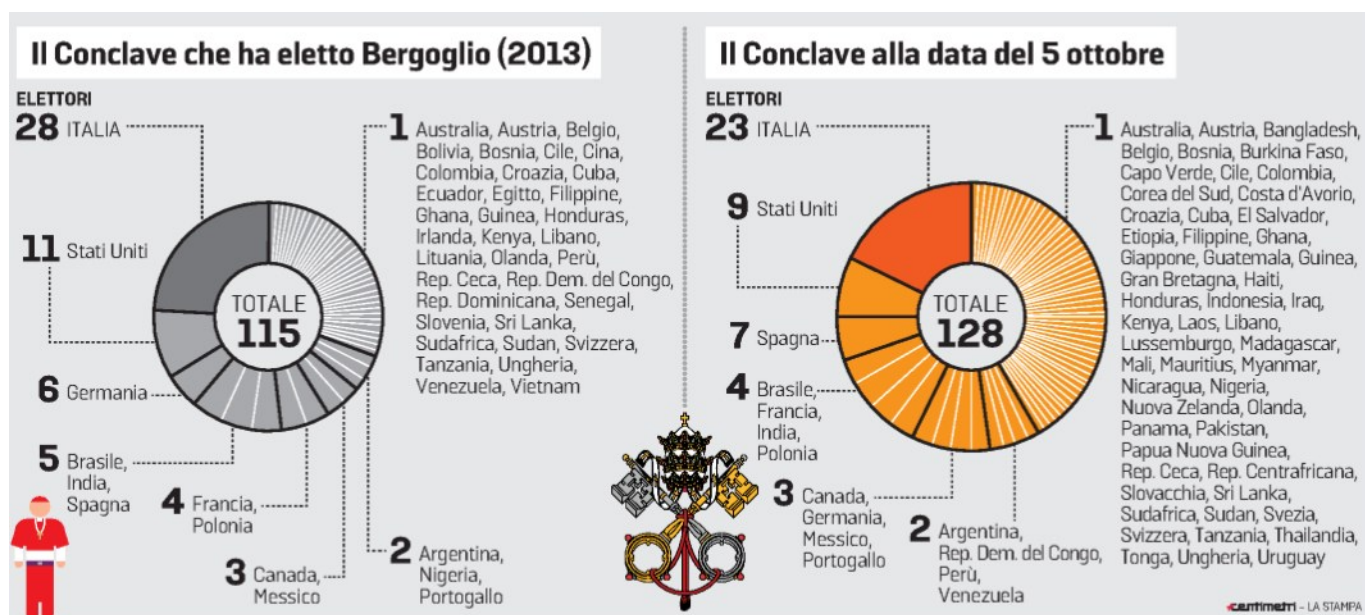 Il Conclave che ha eletto Bergoglio (2013)
ELETTORI
28 ITALIA
11 Stati Uniti
6 Germania
5 Brasile,
India,
Spagna
4 Francia,
Polonia
3 Canada,
Messico
2 Argentina,
Nigeria,
Portogallo
1 Australia, Austria, Belgio,
Bolivia, Bosnia, Cile, Cina,
Colombia, Croazia, Cuba,
Ecuador, Egitto, Filippine,
Ghana, Guinea, Honduras,
Irlanda, Kenya, Libano,
Lituania, Olanda, Perù,
Rep. Ceca, Rep. Dem. del Congo,
Rep. Dominicana, Senegal,
Slovenia, Sri Lanka,
Sudafrica, Sudan, Svizzera,
Tanzania, Ungheria,
Venezuela, Vietnam
TOTALE
115
Il Conclave alla data del 5 ottobre
ELETTORI
23 ITALIA
9 Stati Uniti
7 Spagna
4 Brasile,
Francia,
India,
Polonia
3 Canada,
Germania,
Messico,
Portogallo
2 Argentina,
Rep. Dem. del Congo,
Perù,
Venezuela
1 Australia, Austria, Bangladesh,
Belgio, Bosnia, Burkina Faso,
Capo Verde, Cile, Colombia,
Corea del Sud, Costa d'Avorio,
Croazia, Cuba, El Salvador,
Etiopia, Filippine, Ghana,
Giappone, Guatemala, Guinea,
Gran Bretagna, Haiti,
Honduras, Indonesia, Iraq,
Kenya, Laos, Libano,
Lussemburgo, Madagascar,
Mali, Mauritius, Myanmar,
Nicaragua, Nigeria,
Nuova Zelanda, Olanda,
Panama, Pakistan,
Papua Nuova Guinea,
Rep. Ceca, Rep. Centrafricana,
Slovacchia, Sri Lanka,
Sudafrica, Sudan, Svezia,
Svizzera, Tanzania, Thailandia,
Tonga, Ungheria, Uruguay
TOTALE
128
centimetri - LA STAMPA